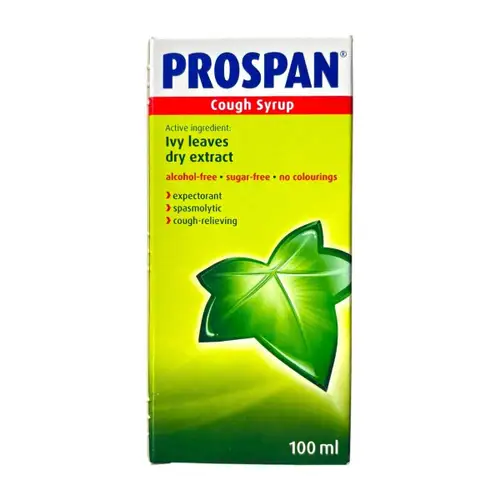 PROSPAN®
Cough Syrup
Active ingredient:
Ivy leaves
dry extract
alcohol-free • sugar-free • no colourings
› expectorant
› spasmolytic
› cough-relieving
100 ml